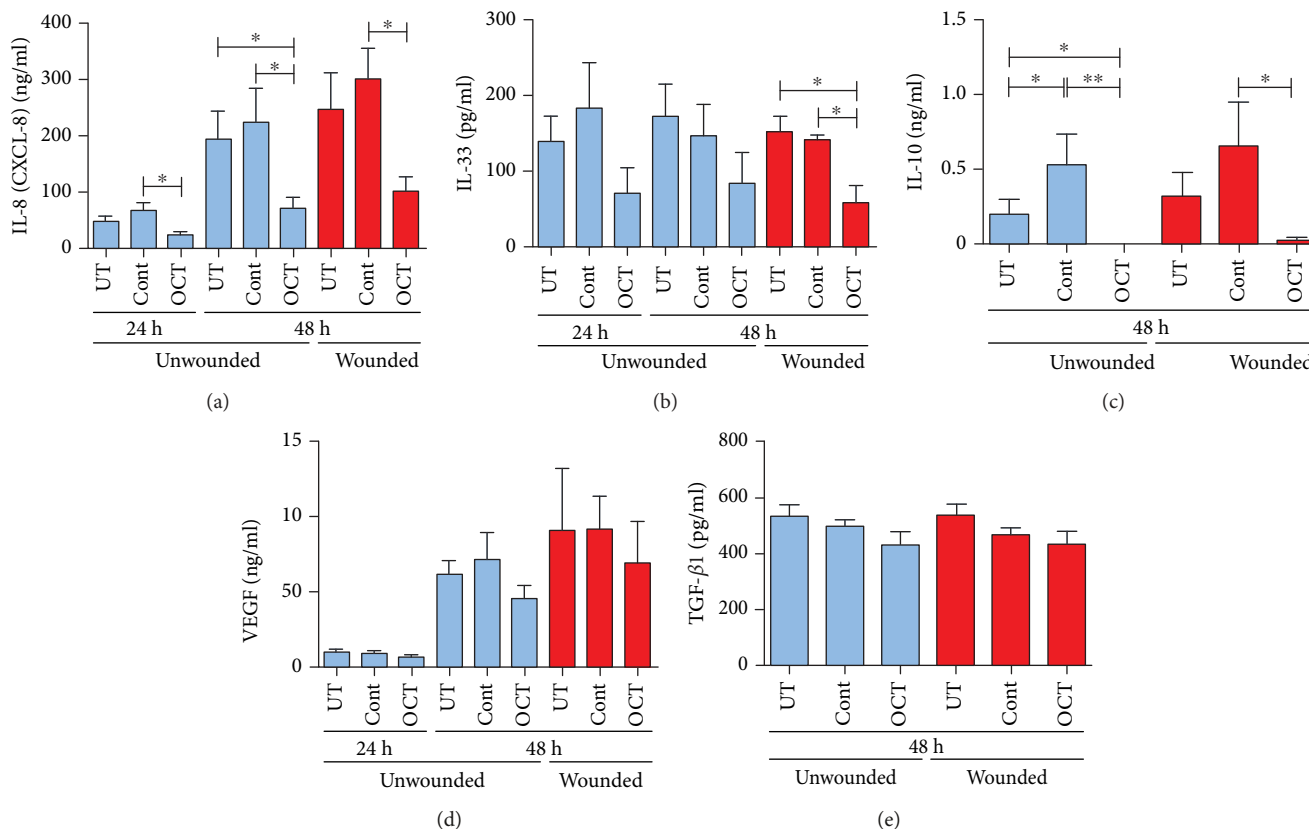 IL-8 (CXCL-8) (ng/ml)
400
300
200
100
0
*
*
*
*
UT
Cont
OCT
UT
Cont
OCT
UT
Cont
OCT
24 h
48 h
Unwounded
Wounded
(a)
IL-33 (pg/ml)
300
200
150
100
0
*
*
UT
Cont
OCT
UT
Cont
OCT
UT
Cont
OCT
24 h
48 h
Unwounded
Wounded
(b)
IL-10 (ng/ml)
1.5
1.0
0.5
0
*
*
**
*
UT
Cont
OCT
UT
Cont
OCT
48 h
Unwounded
Wounded
(c)
VEGF (ng/ml)
15
10
50
0
UT
Cont
OCT
UT
Cont
OCT
UT
Cont
OCT
24 h
48 h
Unwounded
Wounded
(d)
TGF-β1 (pg/ml)
800
600
400
200
0
UT
Cont
OCT
UT
Cont
OCT
48 h
Unwounded
Wounded
(e)